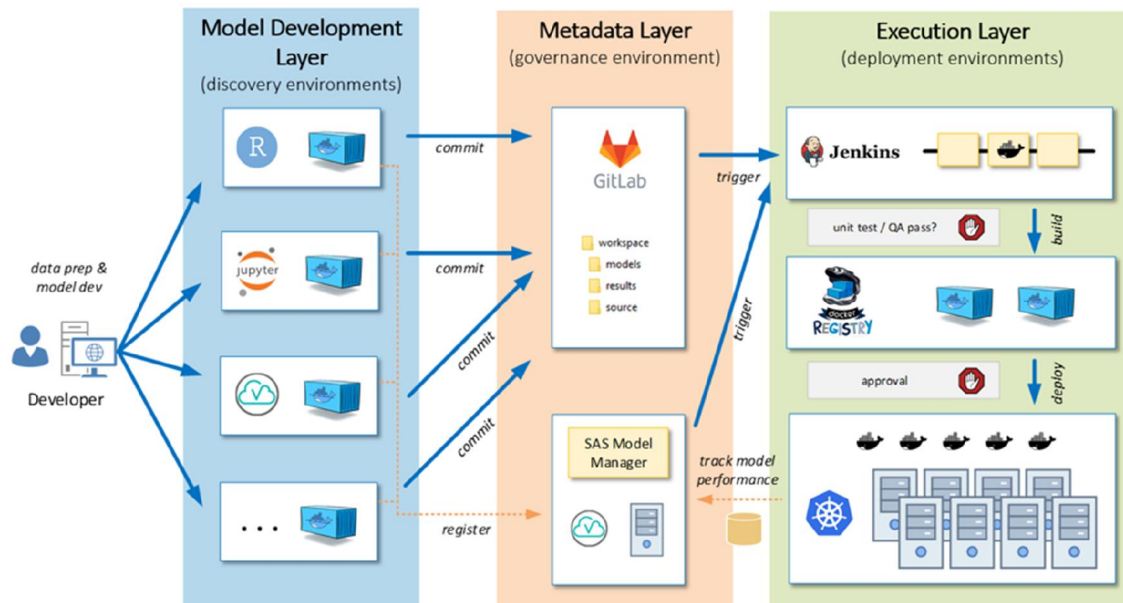 Model Development
Layer
(discovery environments)
Metadata Layer
(governance environment)
Execution Layer
(deployment environments)
data prep &
model dev
Developer
R
jupyter
V
...
commit
commit
commit
commit
register
GitLab
workspace
models
results
source
SAS Model
Manager
V
trigger
trigger
track model
performance
Jenkins
unit test / QA pass?
build
docker
REGISTRY
approval
deploy